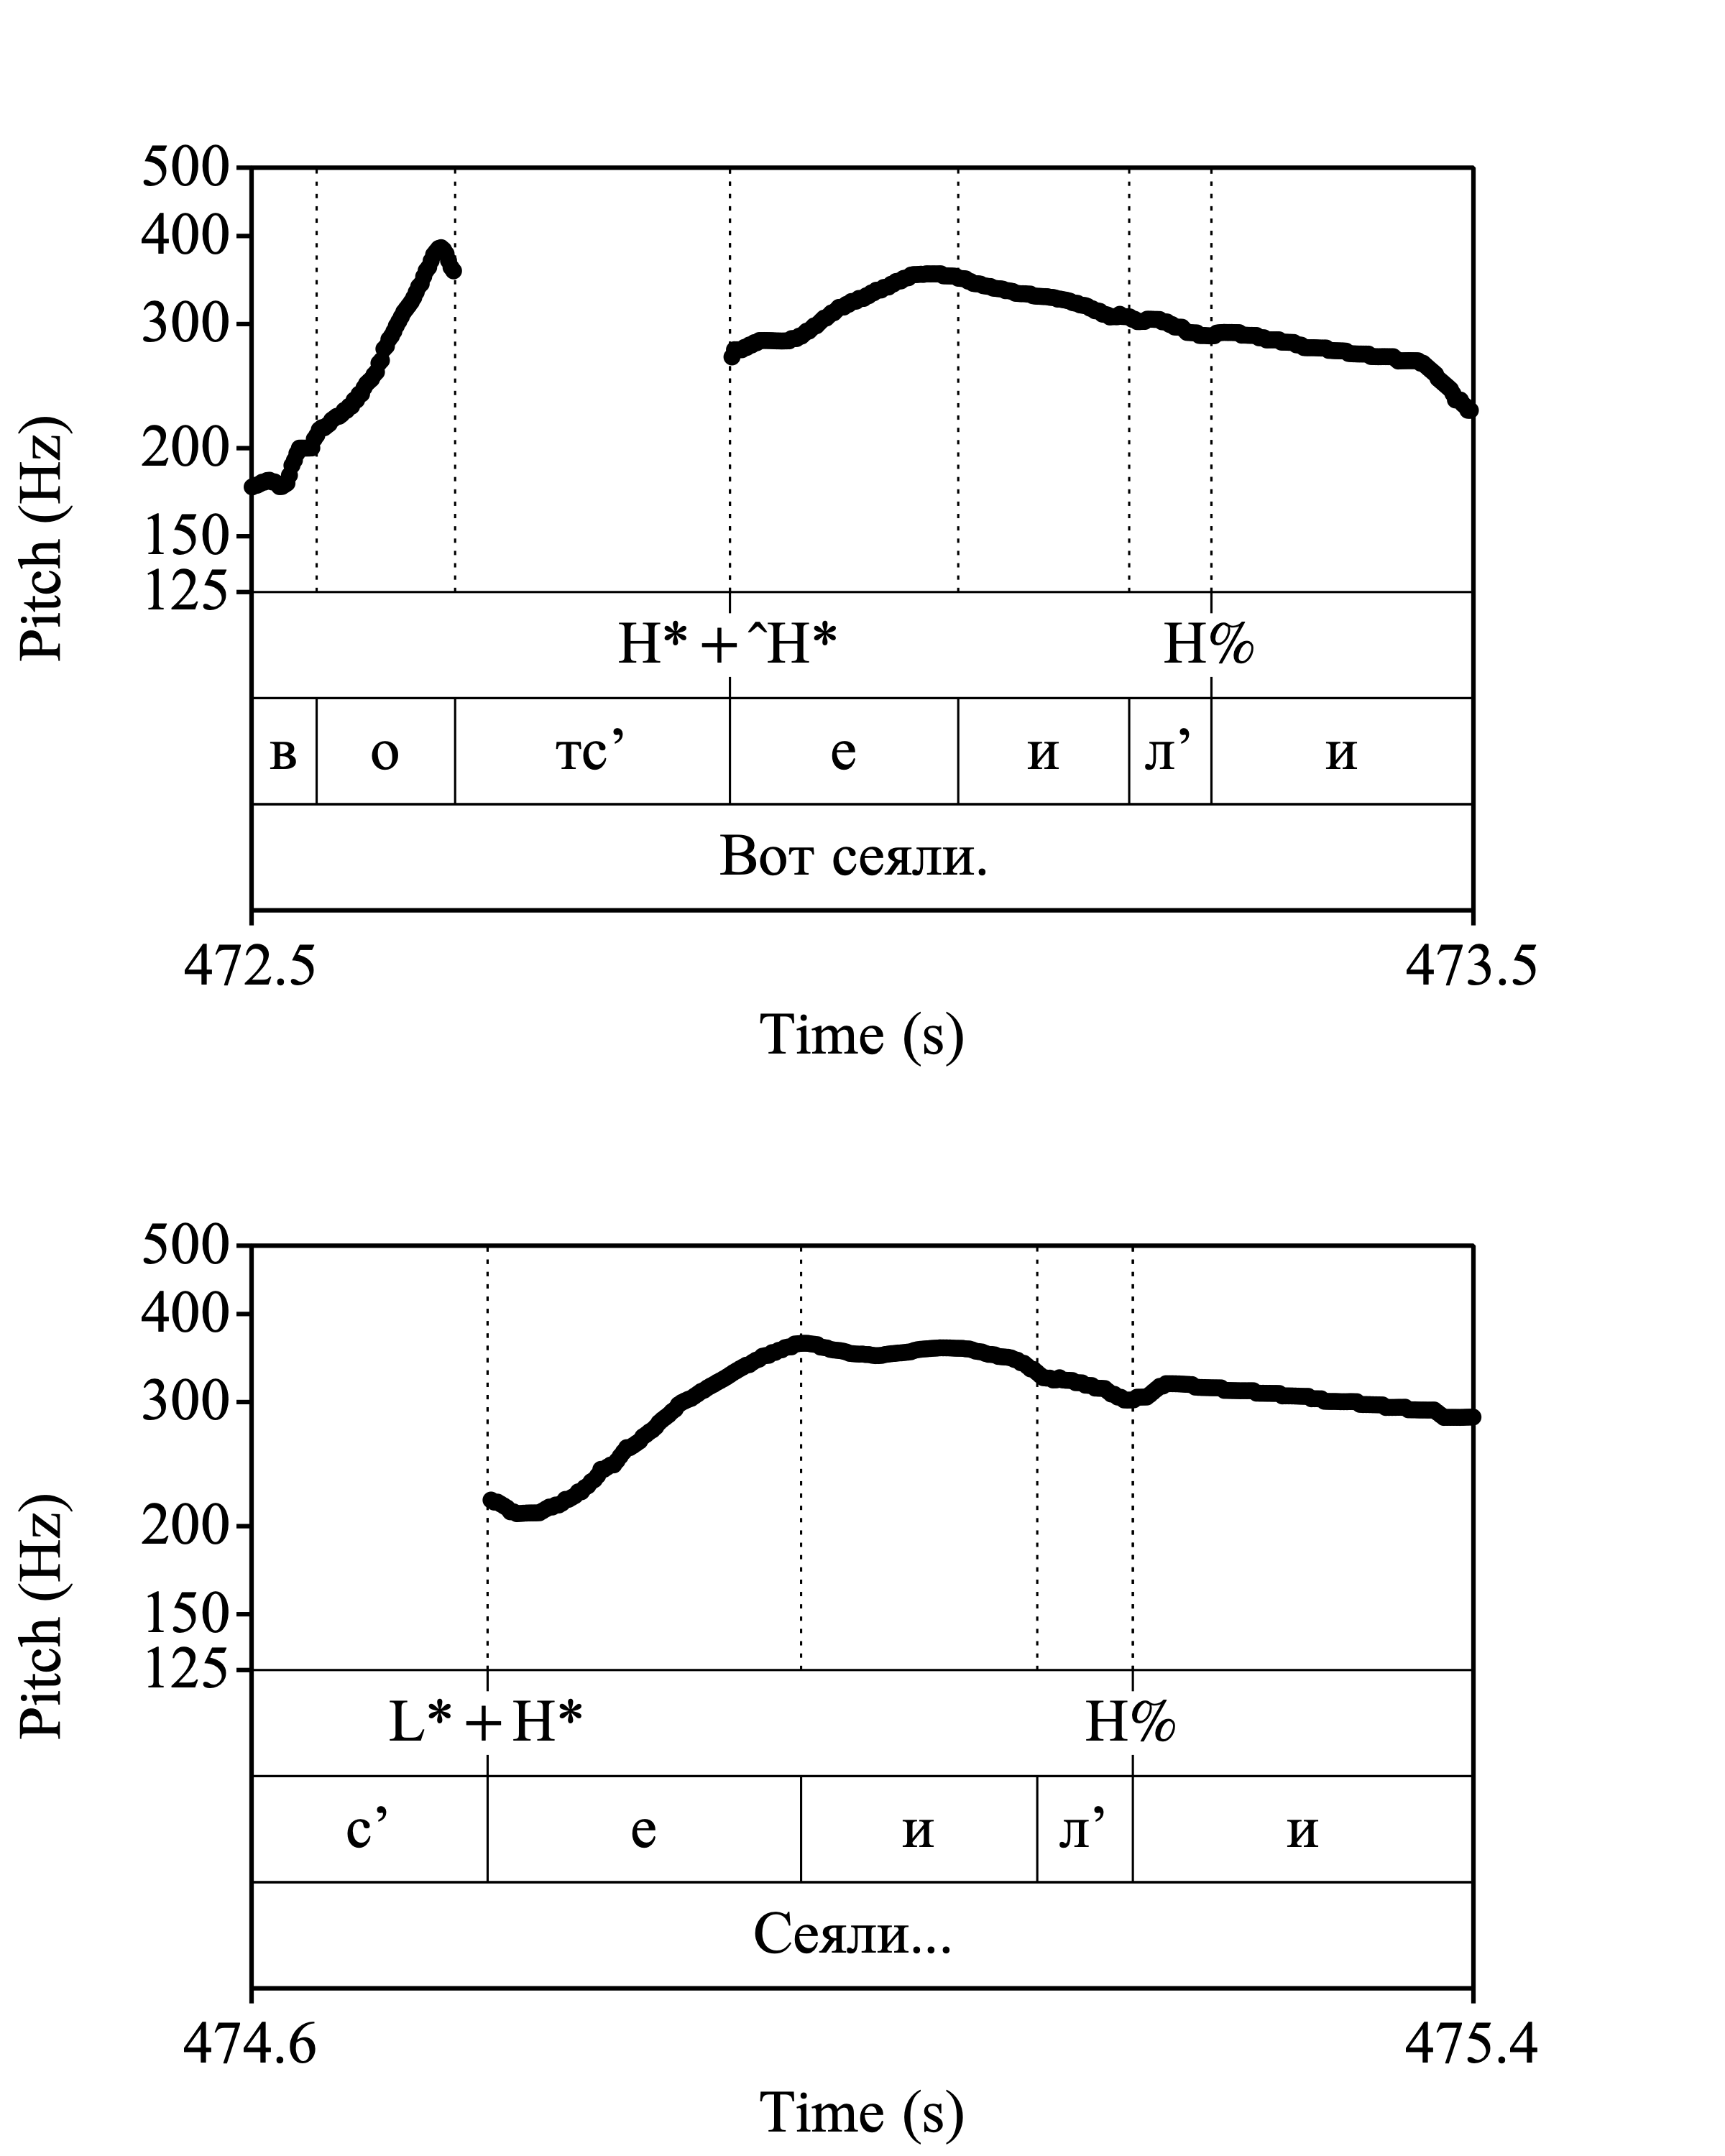 500
400
300
200
150
125
Pitch (Hz)
H* + ˆH* H%
в о тс’ е и л’ и
Вот сеяли.
472.5 473.5
Time (s)
500
400
300
200
150
125
Pitch (Hz)
L* + H* H%
с’ е и л’ и
Сеяли...
474.6 475.4
Time (s)